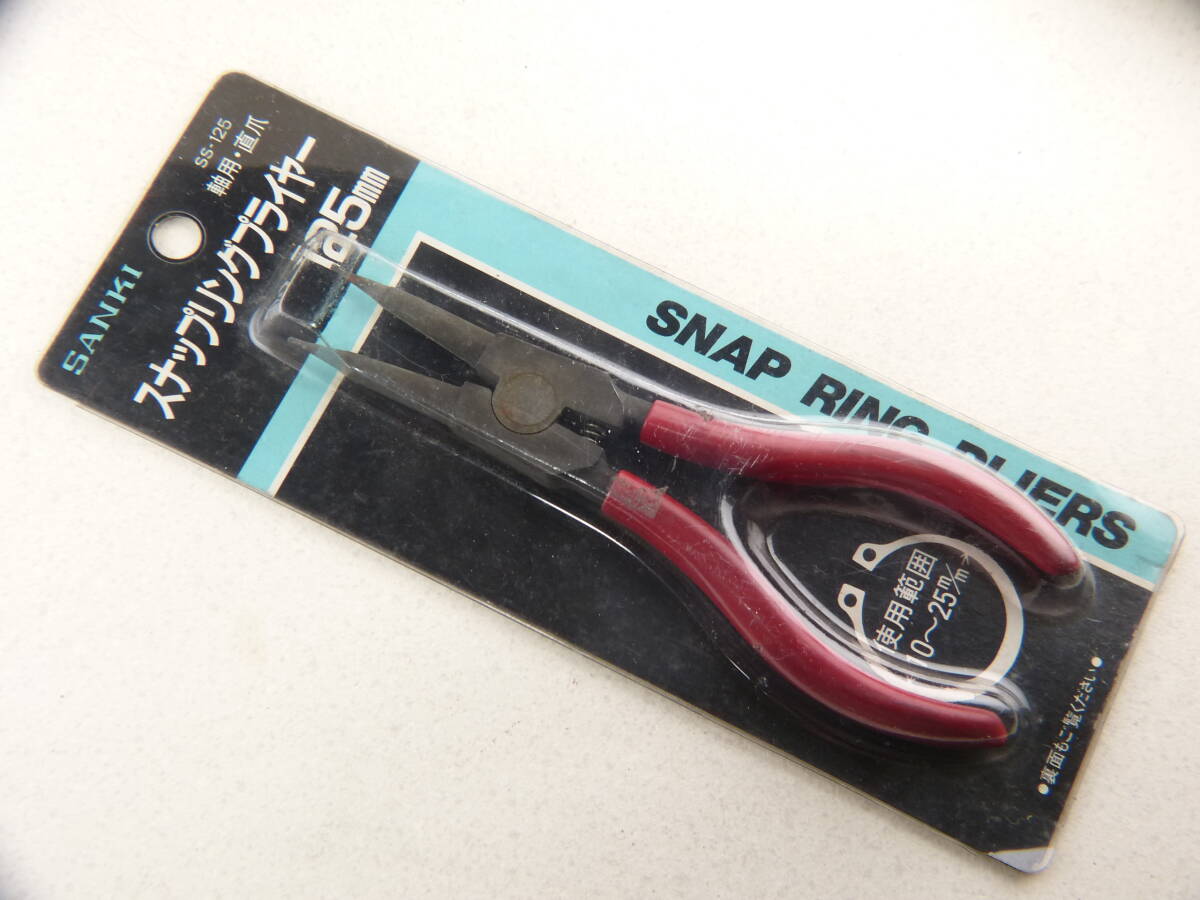 SANKI
SS-125
軸用・直爪
スナップリングプライヤー
125mm
SNAP RING PLIERS
使用範囲
10〜25m/m
●裏面もご覧ください●